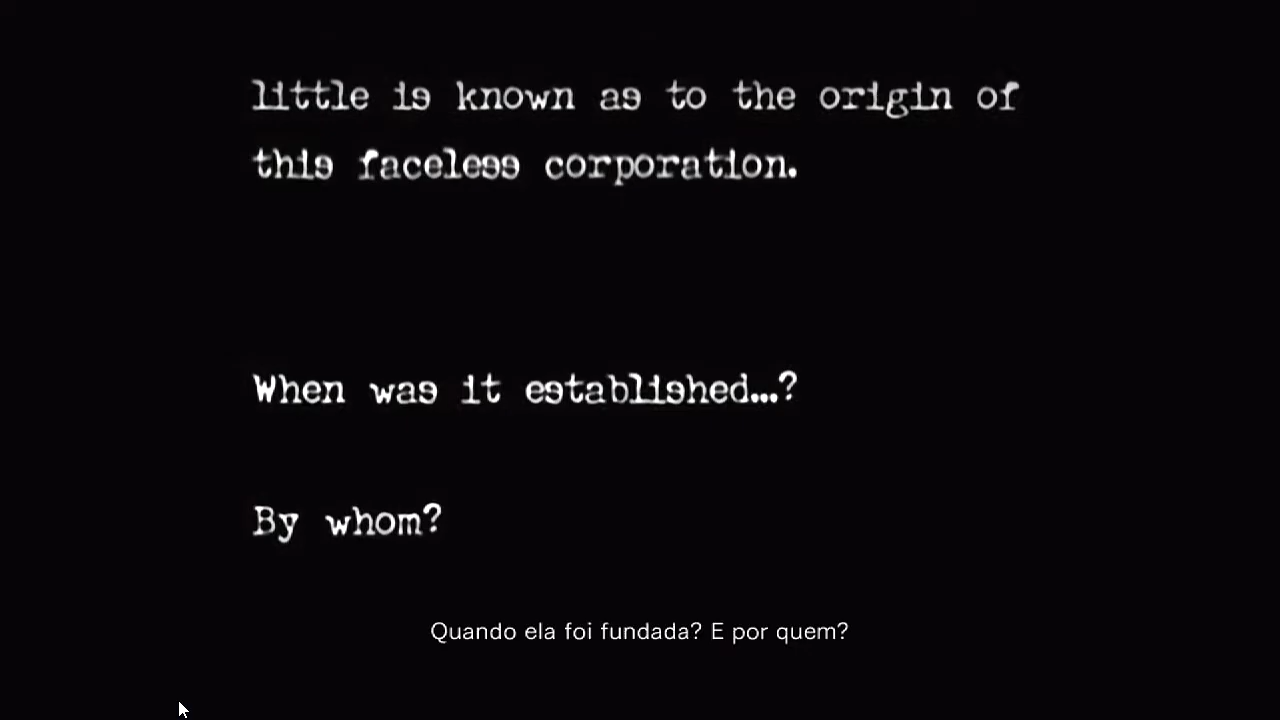 little is known as to the origin of
this faceless corporation.
When was it established...?
By whom?
Quando ela foi fundada? E por quem?